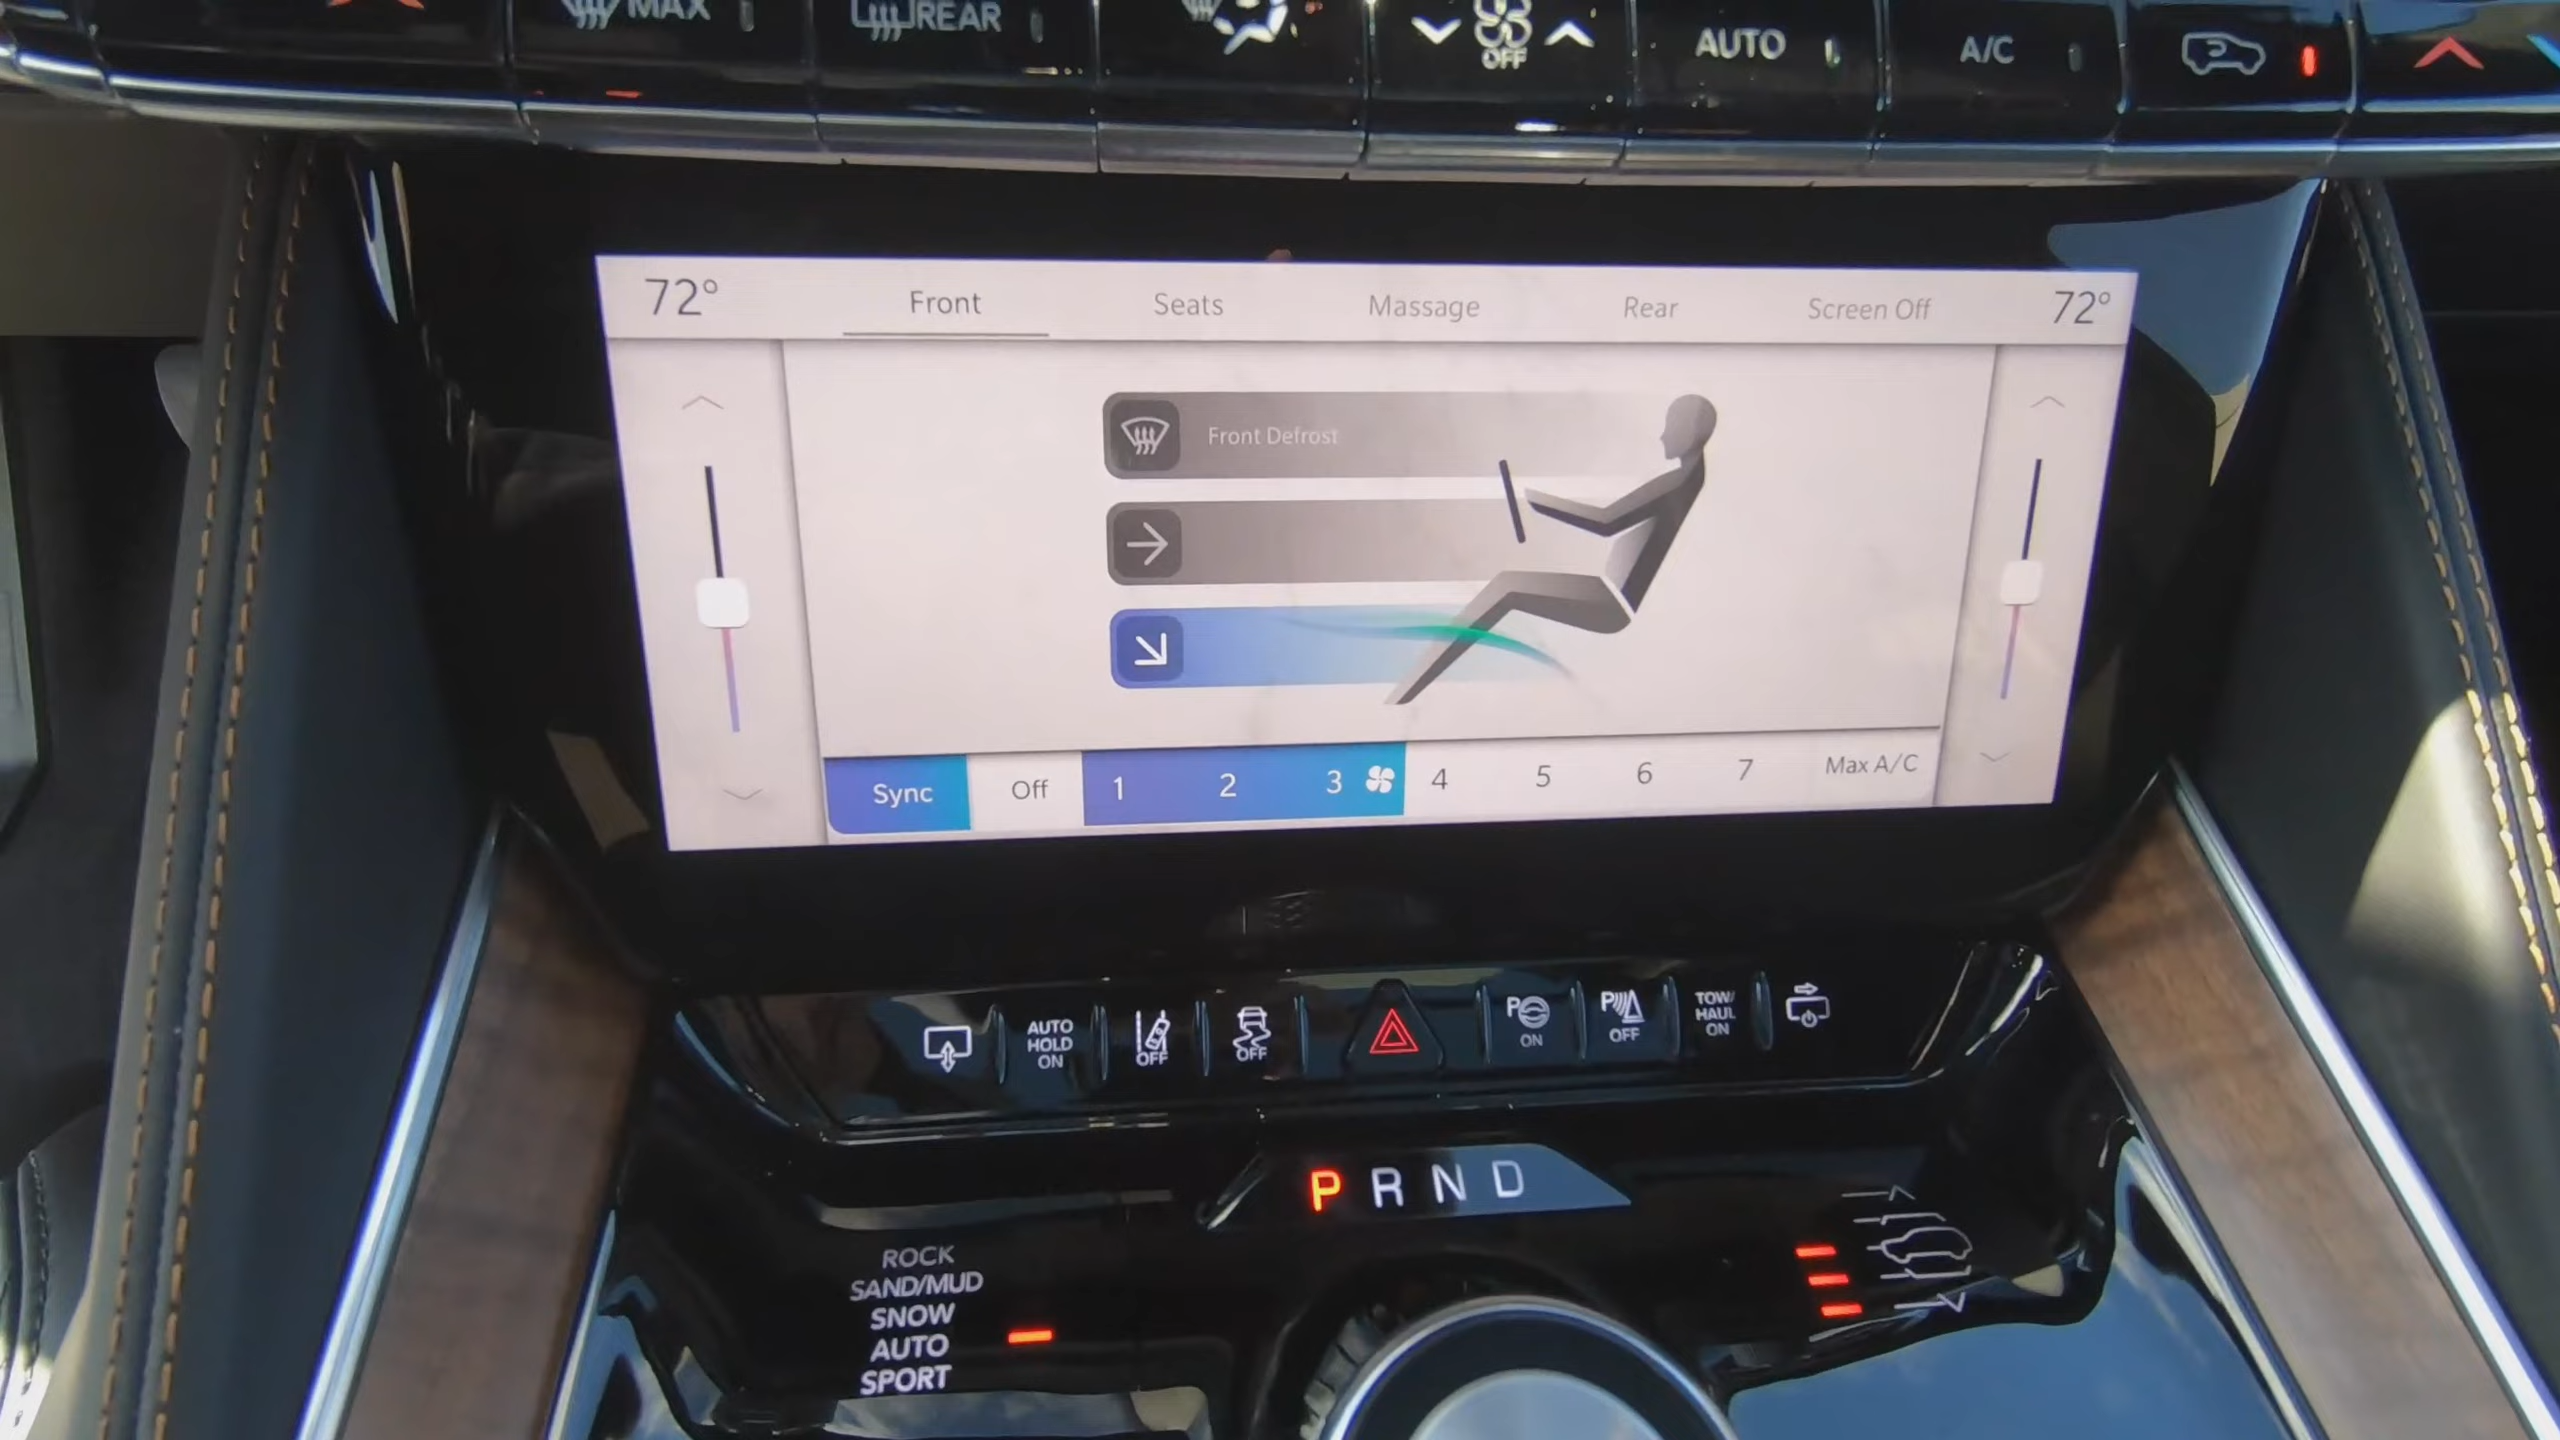 MAX
REAR
OFF
AUTO
A/C
72° Front Seats Massage Rear Screen Off 72°
Front Defrost
Sync Off 1 2 3 4 5 6 7 Max A/C
AUTO
HOLD
ON
OFF
OFF
P
ON
P
OFF
TOW/
HAUL
ON
P R N D
ROCK
SAND/MUD
SNOW
AUTO
SPORT